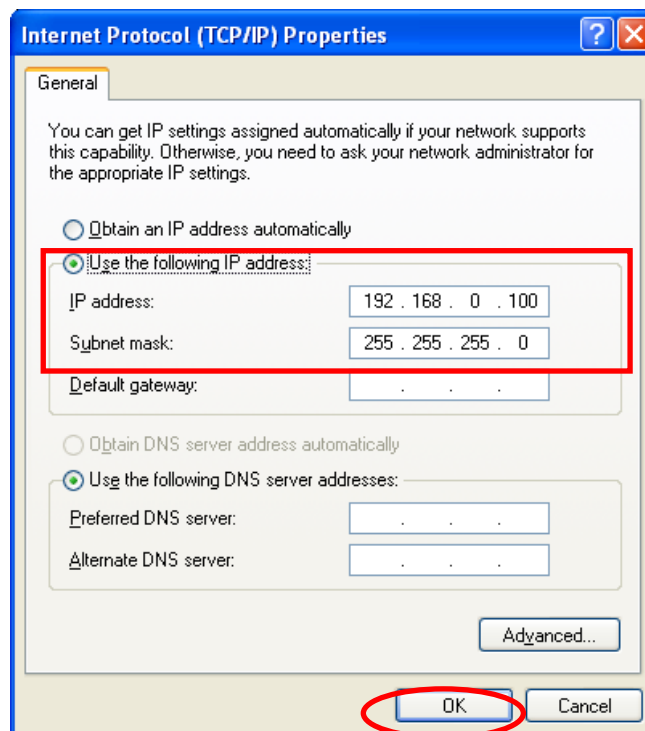 Internet Protocol (TCP/IP) Properties
General
You can get IP settings assigned automatically if your network supports
this capability. Otherwise, you need to ask your network administrator for
the appropriate IP settings.
Obtain an IP address automatically
Use the following IP address:
IP address: 192 . 168 . 0 . 100
Subnet mask: 255 . 255 . 255 . 0
Default gateway: . . .
Obtain DNS server address automatically
Use the following DNS server addresses:
Preferred DNS server: . . .
Alternate DNS server: . . .
Advanced...
OK Cancel